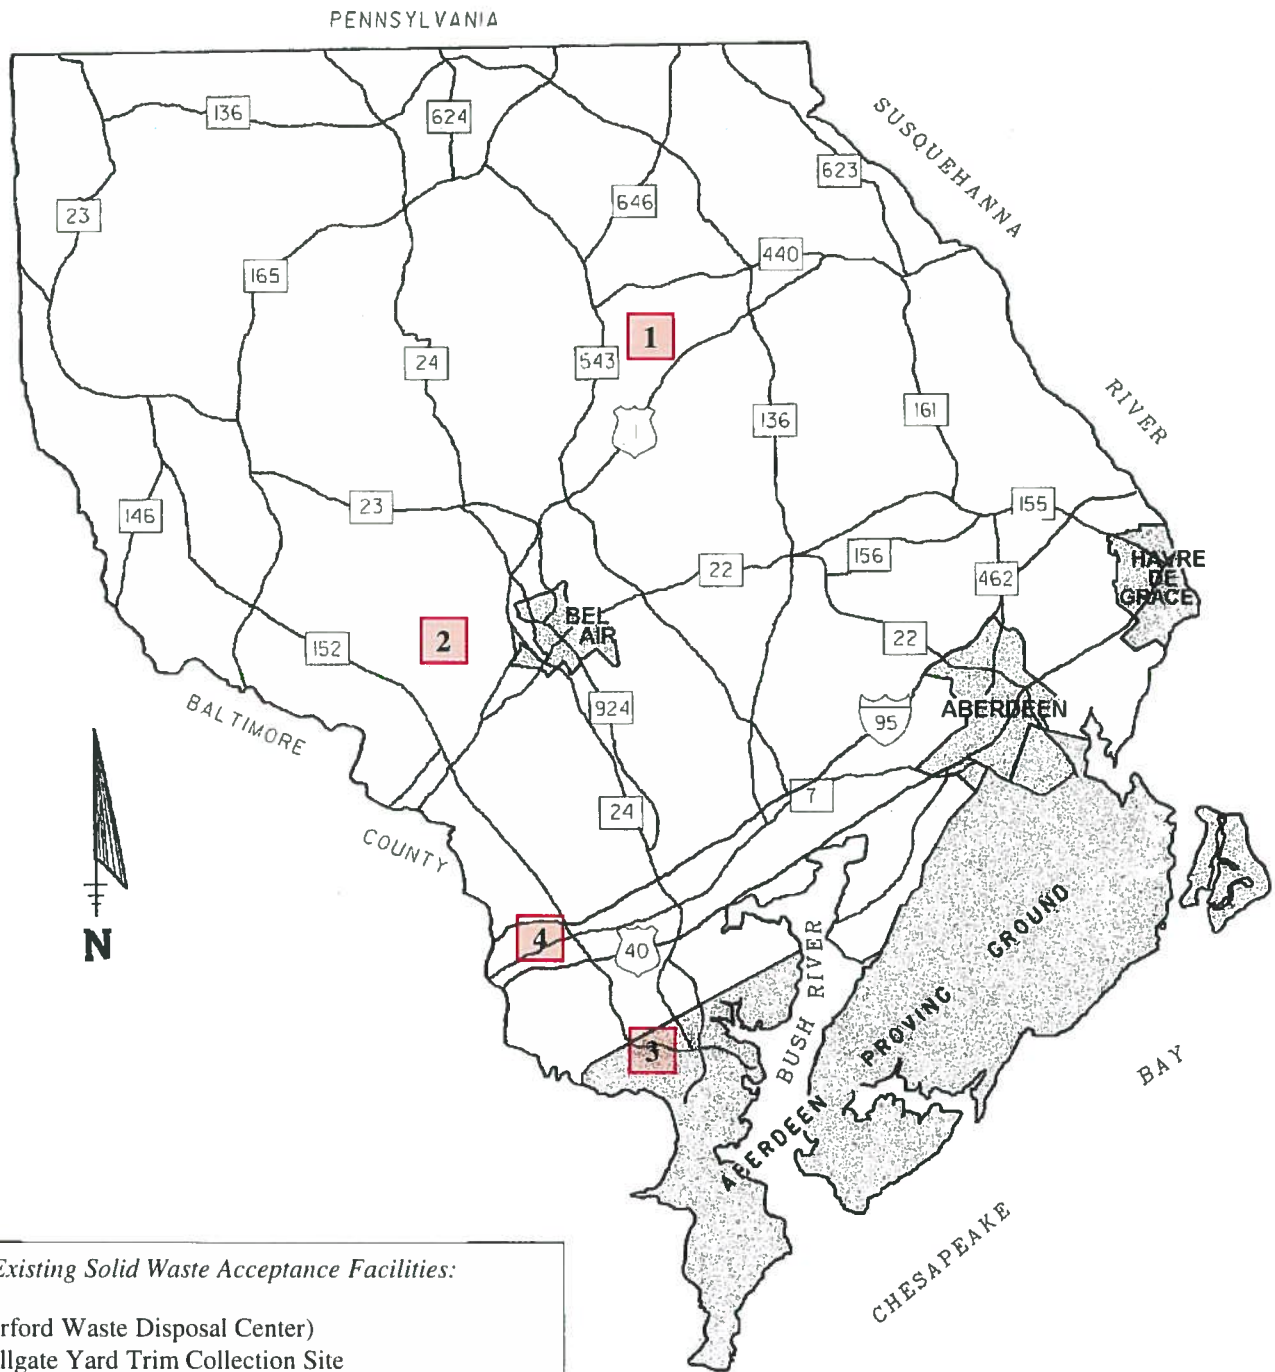 PENNSYLVANIA
136
624
SUSQUEHANNA
623
646
23
440
165
1
543
24
RIVER
1
136
161
23
155
146
156
HAVRE
DE
GRACE
22
462
BEL
AIR
2
22
152
924
ABERDEEN
95
BALTIMORE
7
24
COUNTY
GROUND
N
4
40
BUSH RIVER
PROVING
3
BAY
ABERDEEN
CHESAPEAKE
Existing Solid Waste Acceptance Facilities:
rford Waste Disposal Center)
llgate Yard Trim Collection Site